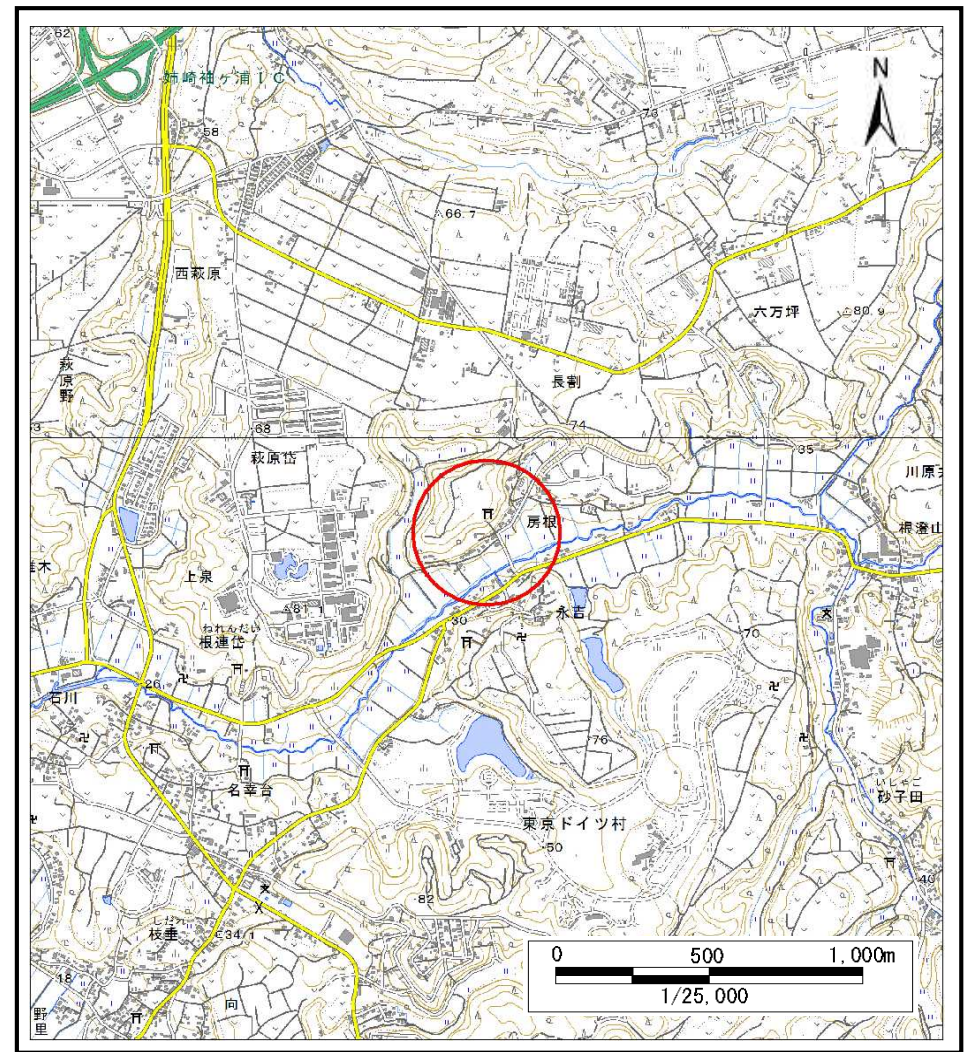 62
姉崎袖ヶ浦IC
N
73
58
66.7
西萩原
六万坪
80.9
萩原野
長割
74
68
萩原岱
35
川原
房根
根澄山
上泉
81.1
永吉
30
ねれんだい
根連岱
70
26
石川
76
いしゃご
砂子田
名幸台
東京ドイツ村
50
40
82
しだれ
枝垂
34.1
0 500 1,000m
18
1/25,000
向
野里